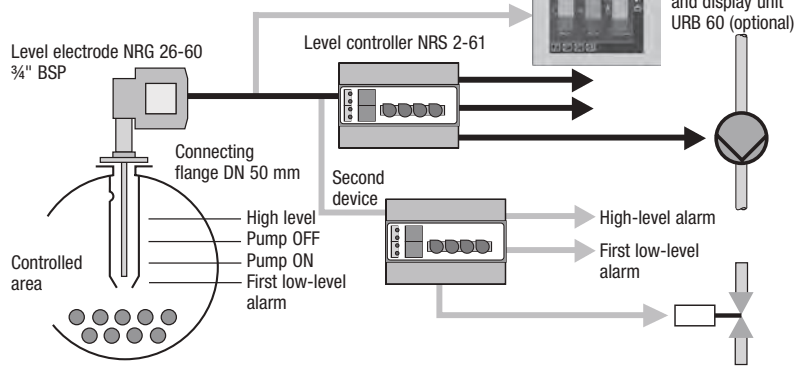 and display unit
URB 60 (optional)
Level electrode NRG 26-60
¾" BSP
Level controller NRS 2-61
Connecting
flange DN 50 mm
Second
device
High level
Pump OFF
Pump ON
First low-level
alarm
Controlled
area
High-level alarm
First low-level
alarm